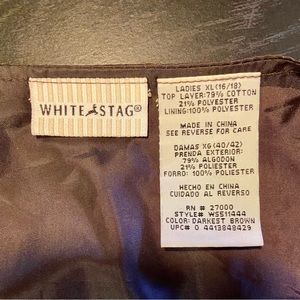 WHITE STAG®
LADIES XL (16/18)
TOP LAYER: 79% COTTON
21% POLYESTER
LINING: 100% POLYESTER
MADE IN CHINA
SEE REVERSE FOR CARE
DAMAS XG (40/42)
PRENDA EXTERIOR:
79% ALGODON
21% POLIESTER
FORRO: 100% POLIESTER
HECHO EN CHINA
CUIDADO AL REVERSO
RN # 27000
STYLE# WS511444
COLOR: DARKEST BROWN
UPC# 0 4413848429